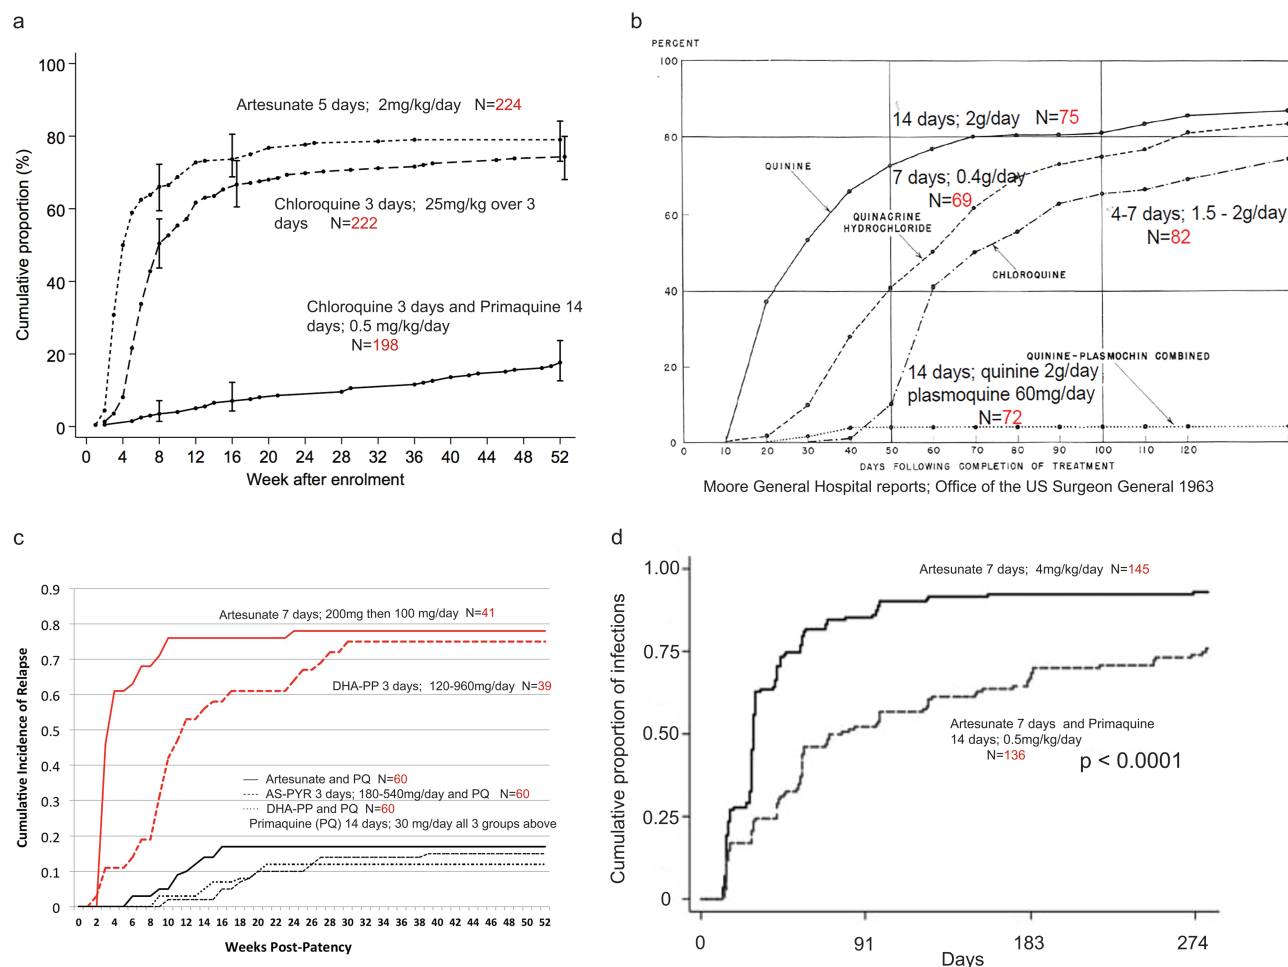 a
100
80
60
40
20
0
Cumulative proportion (%)
Artesunate 5 days; 2mg/kg/day N=224
Chloroquine 3 days; 25mg/kg over 3
days N=222
Chloroquine 3 days and Primaquine 14
days; 0.5 mg/kg/day
N=198
0 4 8 12 16 20 24 28 32 36 40 44 48 52
Week after enrolment
b
PERCENT
100
80
60
40
20
0
14 days; 2g/day N=75
QUININE
7 days; 0.4g/day
N=69
QUINACRINE
HYDROCHLORIDE
4-7 days; 1.5 - 2g/day
N=82
CHLOROQUINE
QUININE-PLASMOCHIN COMBINED
14 days; quinine 2g/day
plasmoquine 60mg/day
N=72
0 10 20 30 40 50 60 70 80 90 100 110 120
DAYS FOLLOWING COMPLETION OF TREATMENT
Moore General Hospital reports; Office of the US Surgeon General 1963
c
0.9
0.8
0.7
0.6
0.5
0.4
0.3
0.2
0.1
0
Cumulative Incidence of Relapse
Artesunate 7 days; 200mg then 100 mg/day N=41
DHA-PP 3 days; 120-960mg/day N=39
Artesunate and PQ N=60
AS-PYR 3 days; 180-540mg/day and PQ N=60
DHA-PP and PQ N=60
Primaquine (PQ) 14 days; 30 mg/day all 3 groups above
0 2 4 6 8 10 12 14 16 18 20 22 24 26 28 30 32 34 36 38 40 42 44 46 48 50 52
Weeks Post-Patency
d
1.00
0.75
0.50
0.25
0
Cumulative proportion of infections
Artesunate 7 days; 4mg/kg/day N=145
Artesunate 7 days and Primaquine
14 days; 0.5mg/kg/day
N=136
p < 0.0001
0 91 183 274
Days